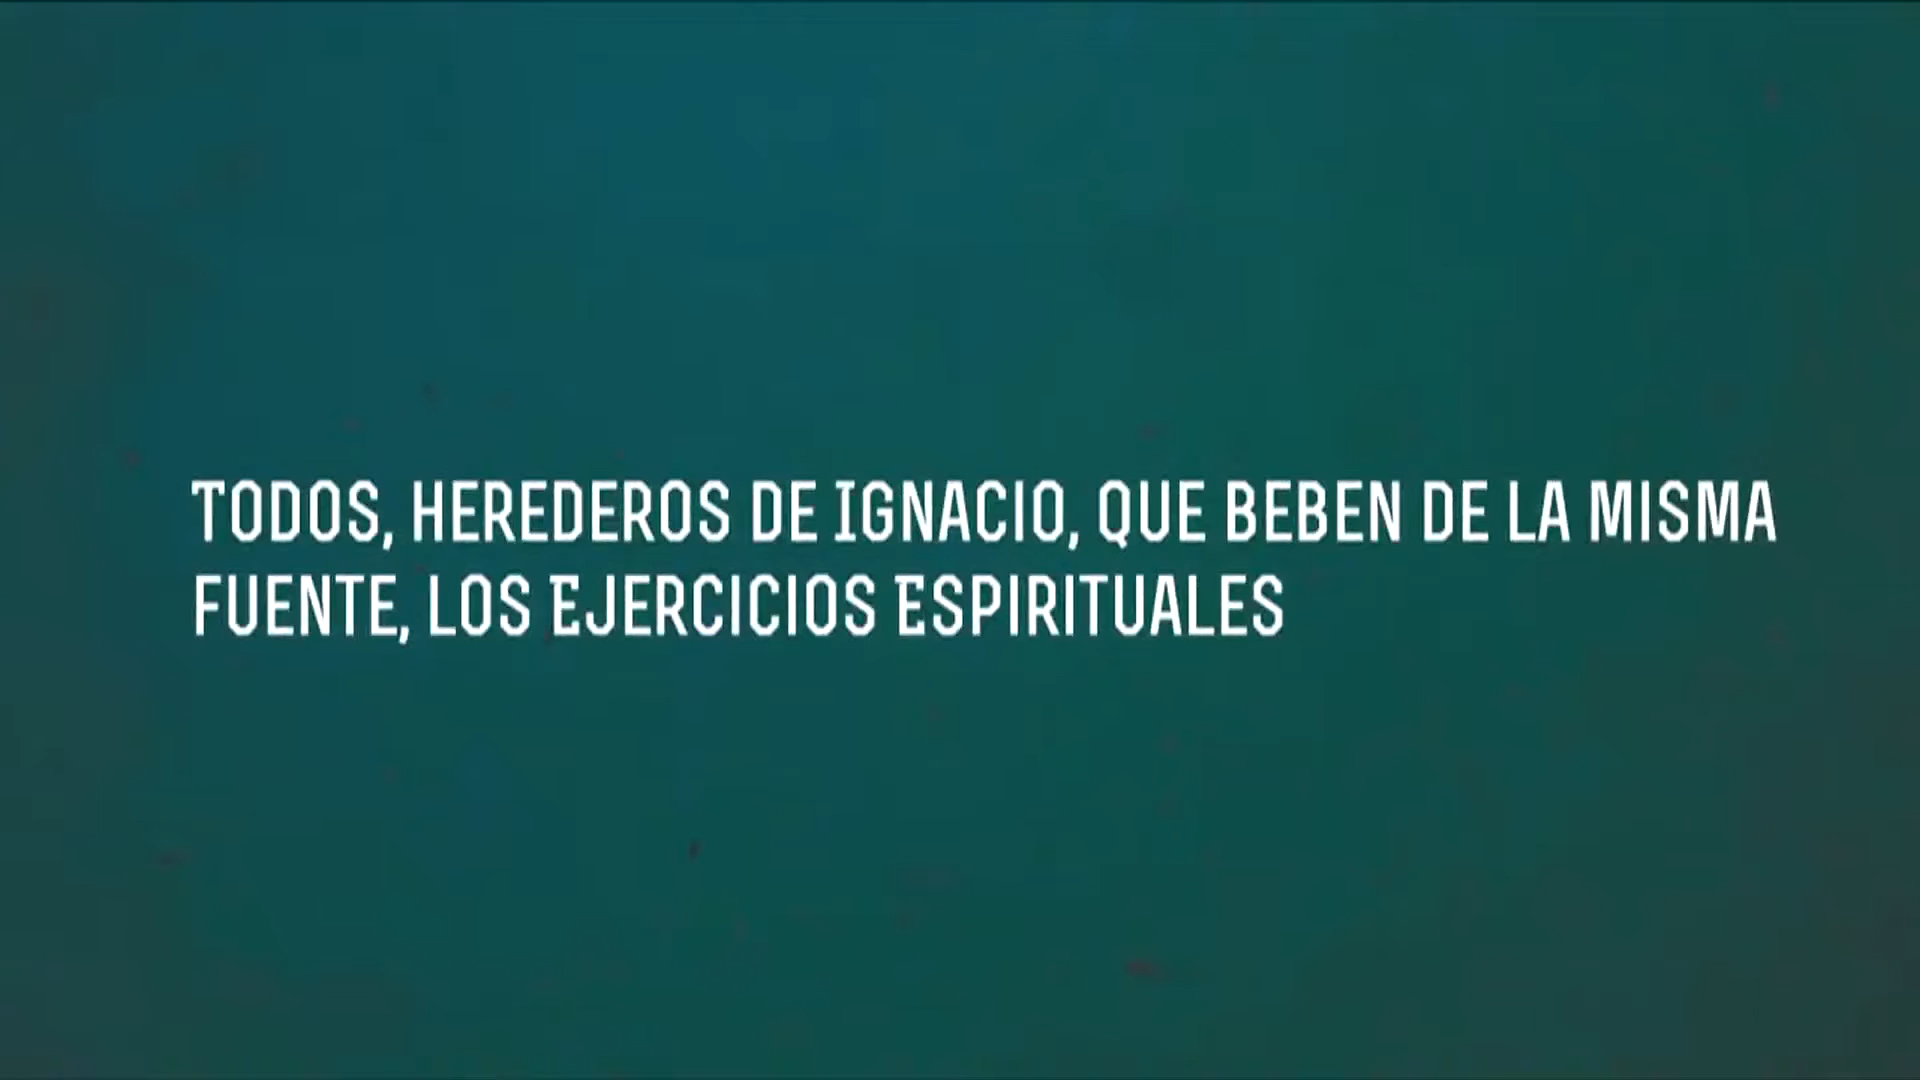 TODOS, HEREDEROS DE IGNACIO, QUE BEBEN DE LA MISMA
FUENTE, LOS EJERCICIOS ESPIRITUALES